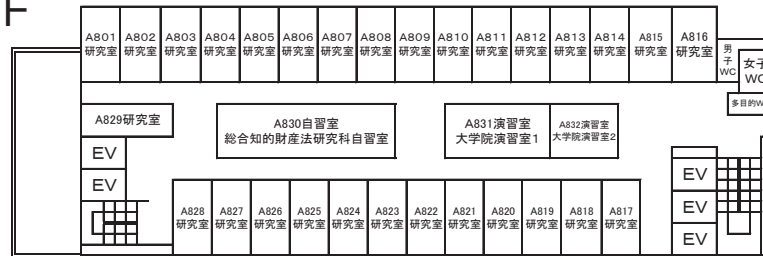 F
A801 研究室
A802 研究室
A803 研究室
A804 研究室
A805 研究室
A806 研究室
A807 研究室
A808 研究室
A809 研究室
A810 研究室
A811 研究室
A812 研究室
A813 研究室
A814 研究室
A815 研究室
A816 研究室
男子WC
女子WC
多目的W
A829研究室
A830自習室
総合知的財産法研究科自習室
A831演習室
大学院演習室1
A832演習室
大学院演習室2
EV
EV
EV
EV
EV
A828 研究室
A827 研究室
A826 研究室
A825 研究室
A824 研究室
A823 研究室
A822 研究室
A821 研究室
A820 研究室
A819 研究室
A818 研究室
A817 研究室